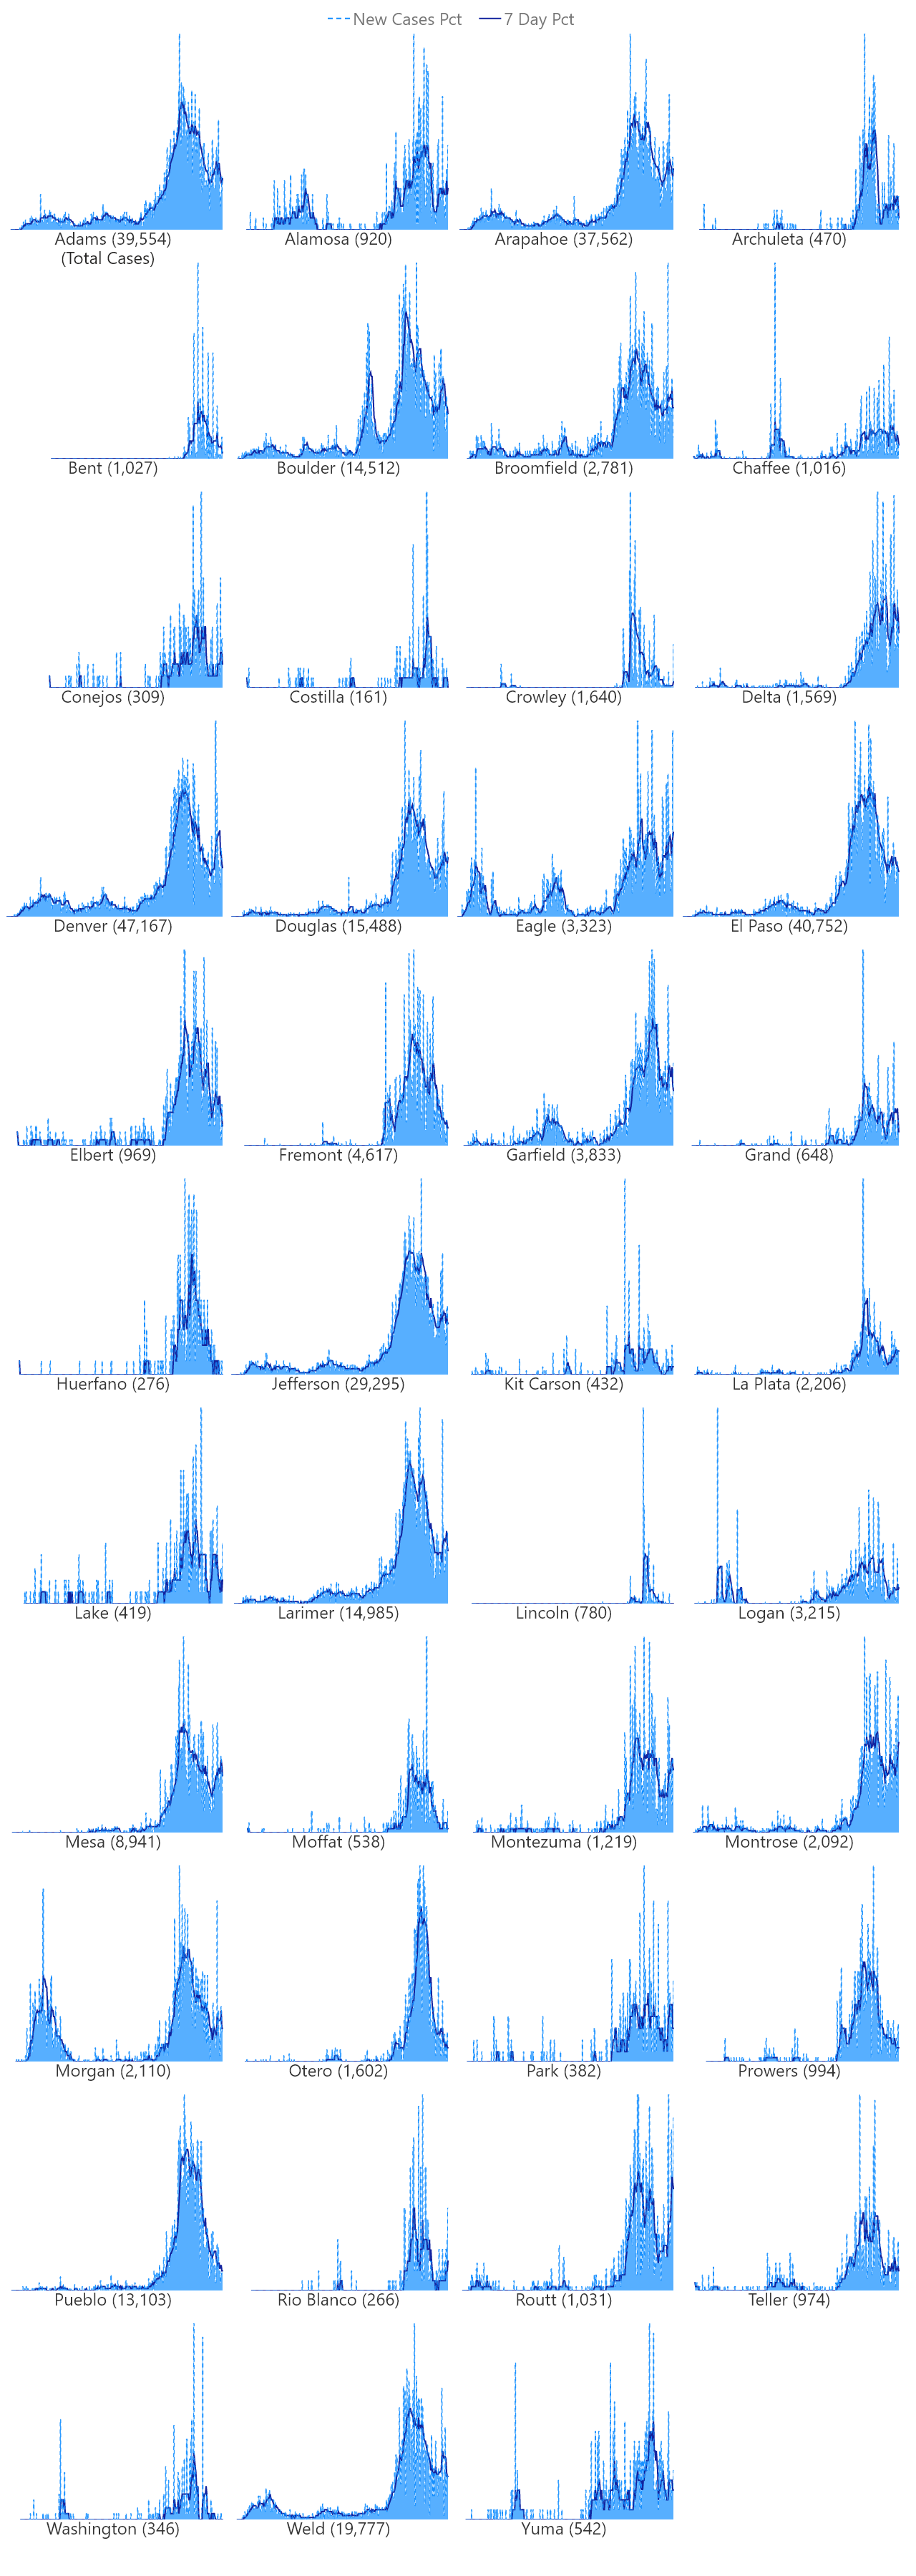 New Cases Pct 7 Day Pct
Adams (39,554) Alamosa (920) Arapahoe (37,562) Archuleta (470)
(Total Cases)
Bent (1,027) Boulder (14,512) Broomfield (2,781) Chaffee (1,016)
Conejos (309) Costilla (161) Crowley (1,640) Delta (1,569)
Denver (47,167) Douglas (15,488) Eagle (3,323) El Paso (40,752)
Elbert (969) Fremont (4,617) Garfield (3,833) Grand (648)
Huerfano (276) Jefferson (29,295) Kit Carson (432) La Plata (2,206)
Lake (419) Larimer (14,985) Lincoln (780) Logan (3,215)
Mesa (8,941) Moffat (538) Montezuma (1,219) Montrose (2,092)
Morgan (2,110) Otero (1,602) Park (382) Prowers (994)
Pueblo (13,103) Rio Blanco (266) Routt (1,031) Teller (974)
Washington (346) Weld (19,777) Yuma (542)